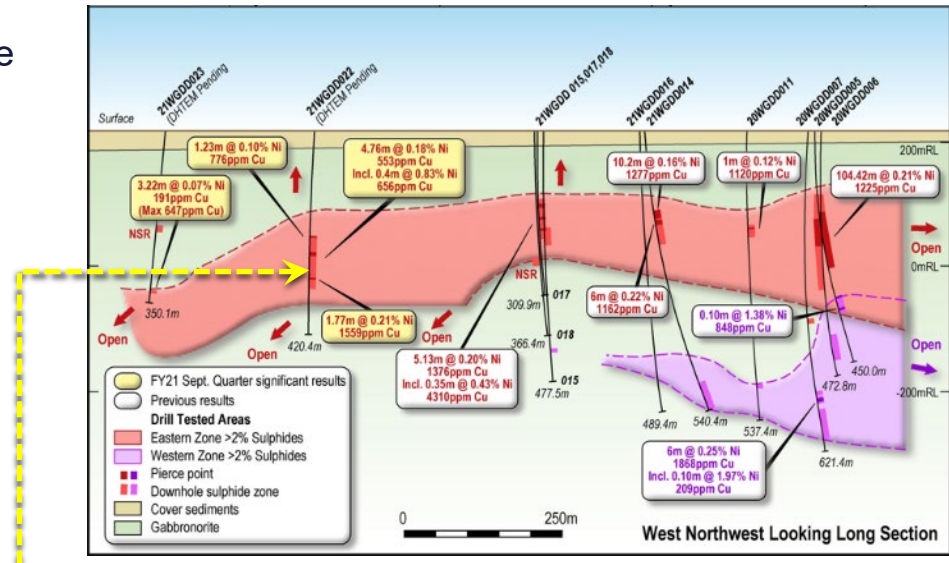 e
Surface
21WGDD023
(DHTEM Pending
21WGDD022
(DHTEM Pending
21WGDD 015,017,018
21WGDD016
21WGDD014
20WGDD011
20WGDD007
20WGDD005
20WGDD006
200mRL
0mRL
-200mRL
1.23m @ 0.10% Ni
776ppm Cu
4.76m @ 0.18% Ni
553ppm Cu
Incl. 0.4m @ 0.83% Ni
656ppm Cu
3.22m @ 0.07% Ni
191ppm Cu
(Max 647ppm Cu)
10.2m @ 0.16% Ni
1277ppm Cu
1m @ 0.12% Ni
1120ppm Cu
104.42m @ 0.21% Ni
1225ppm Cu
NSR
NSR
Open
Open
Open
Open
Open
350.1m
420.4m
1.77m @ 0.21% Ni
1559ppm Cu
6m @ 0.22% Ni
1162ppm Cu
0.10m @ 1.38% Ni
848ppm Cu
5.13m @ 0.20% Ni
1376ppm Cu
Incl. 0.35m @ 0.43% Ni
4310ppm Cu
309.9m
017
366.4m
018
477.5m
015
489.4m
540.4m
537.4m
472.8m
450.0m
621.4m
6m @ 0.25% Ni
1868ppm Cu
Incl. 0.10m @ 1.97% Ni
209ppm Cu
FY21 Sept. Quarter significant results
Previous results
Drill Tested Areas
Eastern Zone >2% Sulphides
Western Zone >2% Sulphides
Pierce point
Downhole sulphide zone
Cover sediments
Gabbronorite
0
250m
West Northwest Looking Long Section